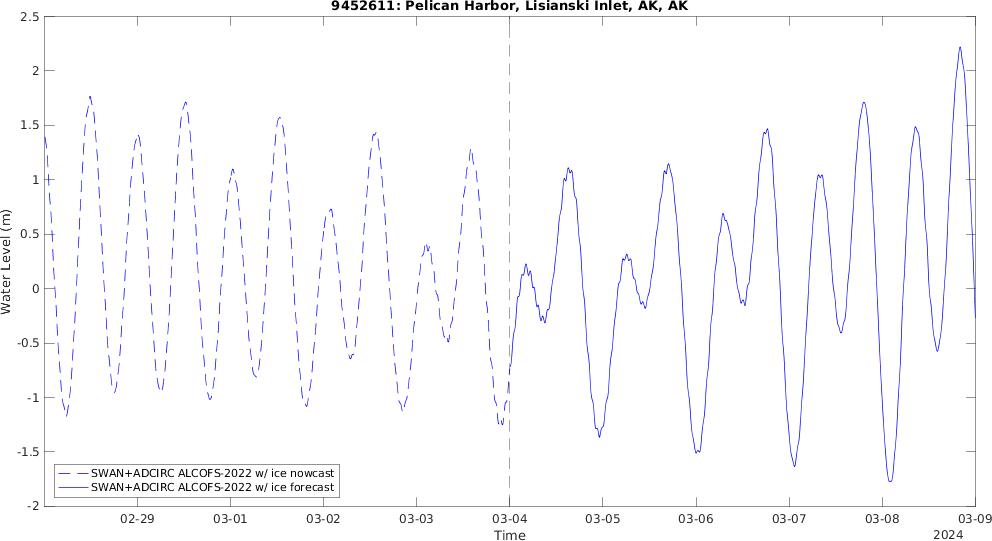 9452611: Pelican Harbor, Lisianski Inlet, AK, AK
2.5
2
1.5
1
0.5
0
-0.5
-1
-1.5
-2
Water Level (m)
SWAN+ADCIRC ALCOFS-2022 w/ ice nowcast
SWAN+ADCIRC ALCOFS-2022 w/ ice forecast
02-29 03-01 03-02 03-03 03-04 03-05 03-06 03-07 03-08 03-09
Time
2024